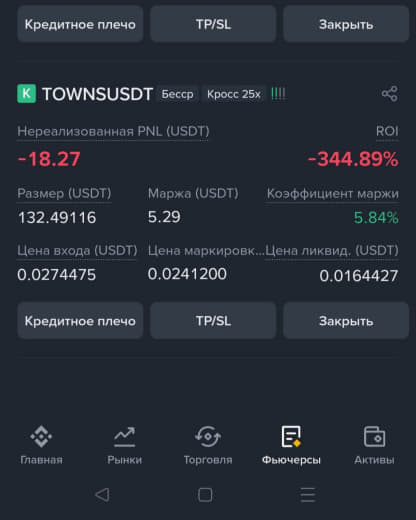 Кредитное плечо TP/SL Закрыть
K TOWNSUSDT Бесср Кросс 25x
Нереализованная PNL (USDT) ROI
-18.27 -344.89%
Размер (USDT) Маржа (USDT) Коэффициент маржи
132.49116 5.29 5.84%
Цена входа (USDT) Цена маркировк... Цена ликвид. (USDT)
0.0274475 0.0241200 0.0164427
Кредитное плечо TP/SL Закрыть
Главная Рынки Торговля Фьючерсы Активы